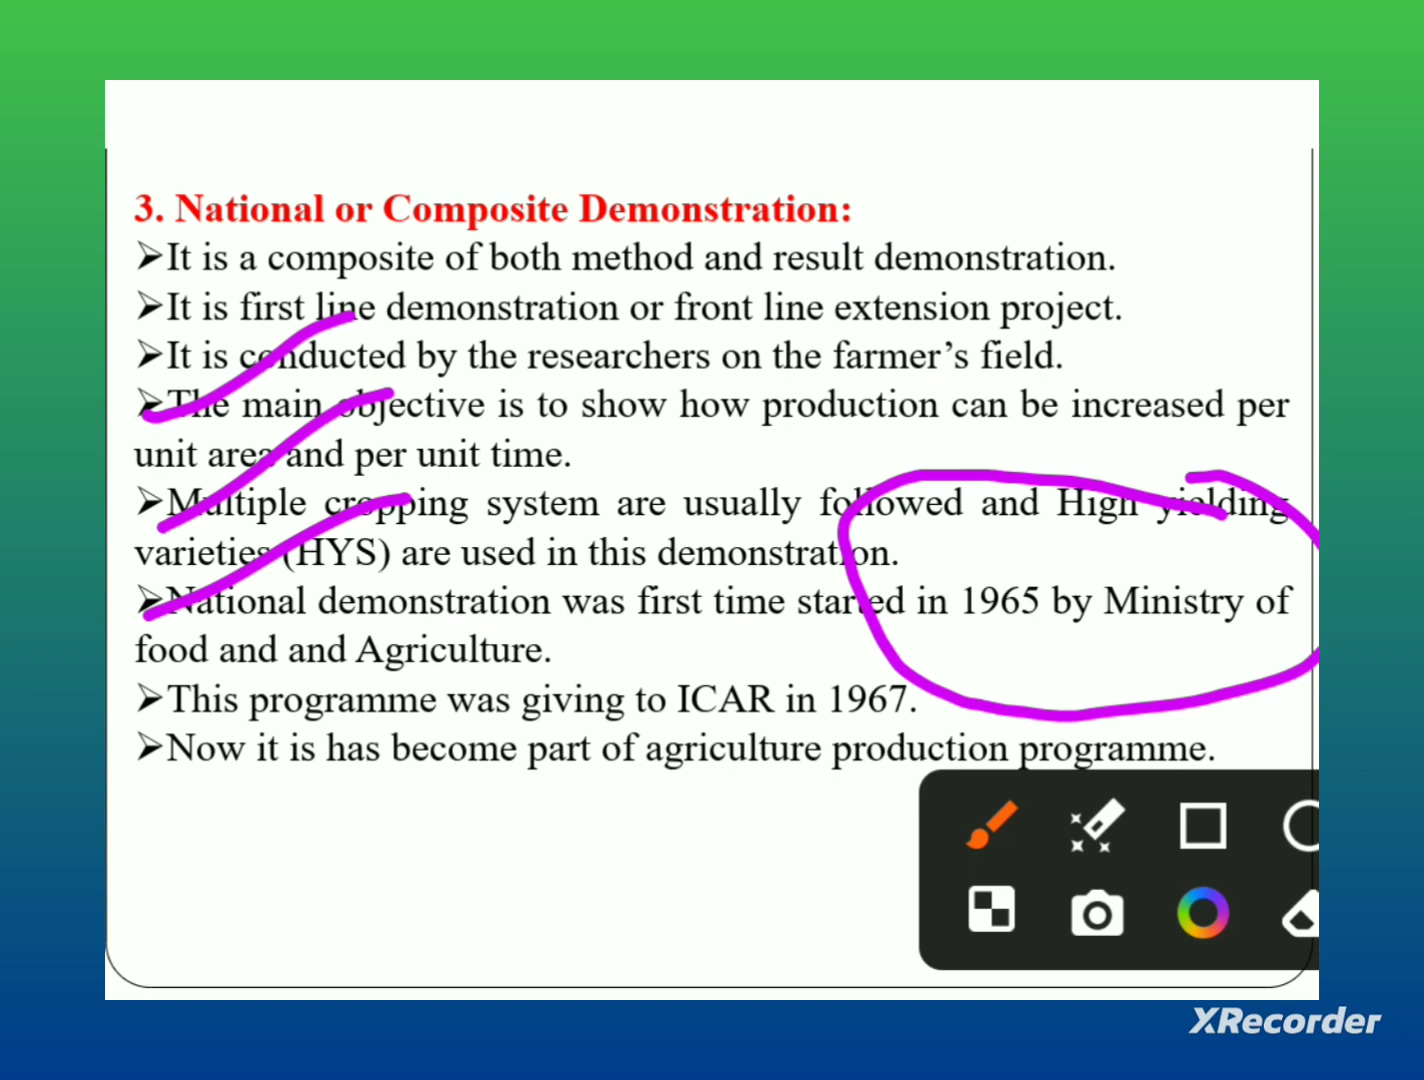 3. National or Composite Demonstration:
➢It is a composite of both method and result demonstration.
➢It is first line demonstration or front line extension project.
➢It is conducted by the researchers on the farmer’s field.
➢The main objective is to show how production can be increased per
unit area and per unit time.
➢Multiple cropping system are usually followed and High yielding
varieties (HYS) are used in this demonstration.
➢National demonstration was first time started in 1965 by Ministry of
food and and Agriculture.
➢This programme was giving to ICAR in 1967.
➢Now it is has become part of agriculture production programme.
XRecorder